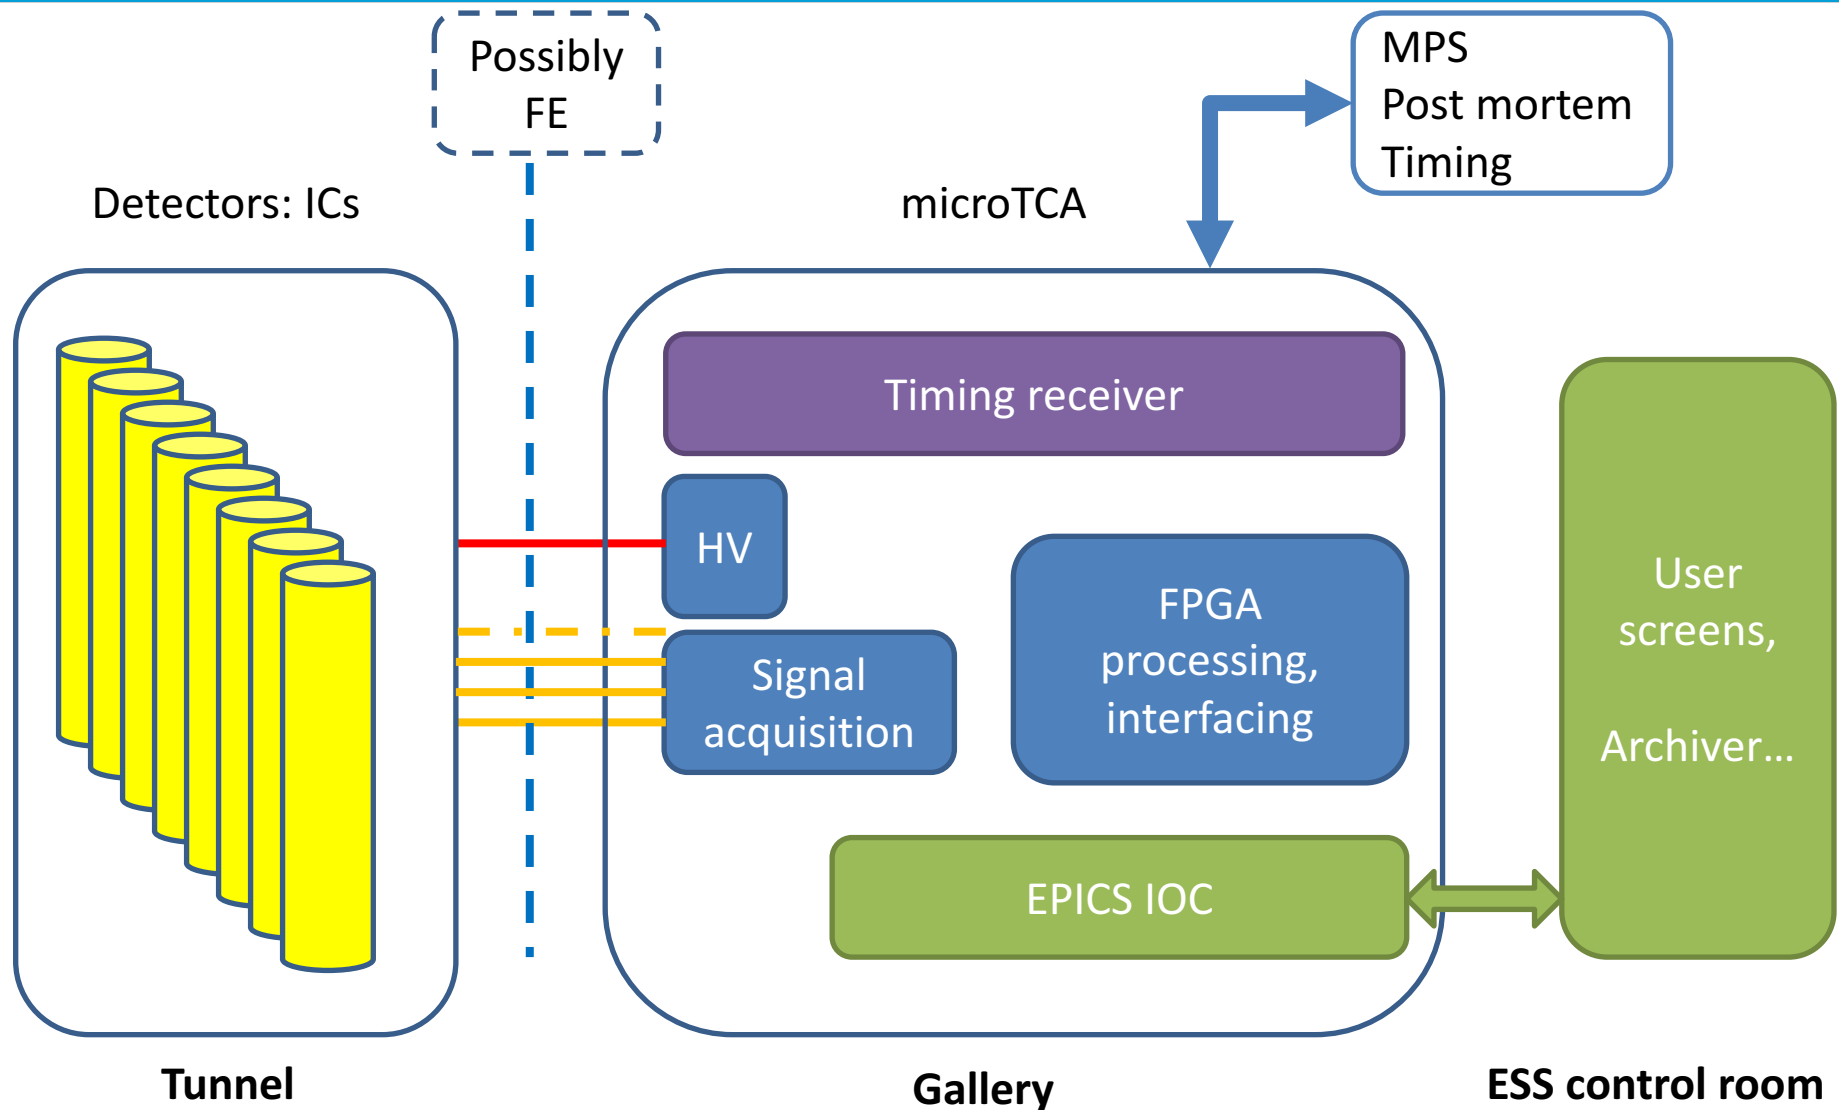 Possibly
FE
MPS
Post mortem
Timing
Detectors: ICs
microTCA
Timing receiver
HV
FPGA
processing,
interfacing
Signal
acquisition
User
screens,
Archiver…
EPICS IOC
Tunnel
Gallery
ESS control room